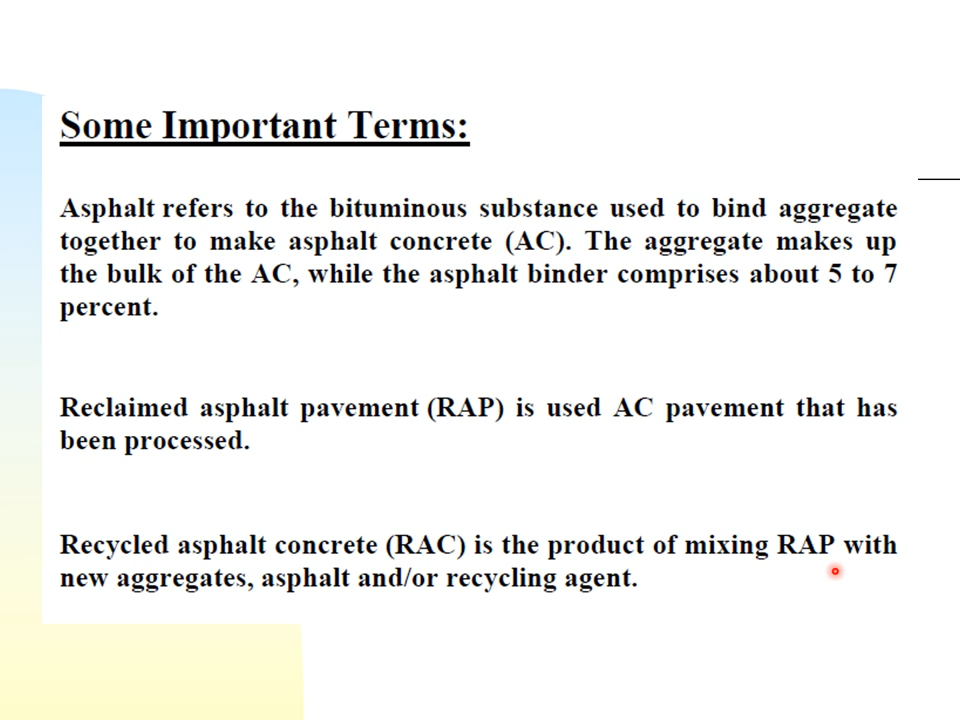 Some Important Terms:
Asphalt refers to the bituminous substance used to bind aggregate
together to make asphalt concrete (AC). The aggregate makes up
the bulk of the AC, while the asphalt binder comprises about 5 to 7
percent.
Reclaimed asphalt pavement (RAP) is used AC pavement that has
been processed.
Recycled asphalt concrete (RAC) is the product of mixing RAP with
new aggregates, asphalt and/or recycling agent.